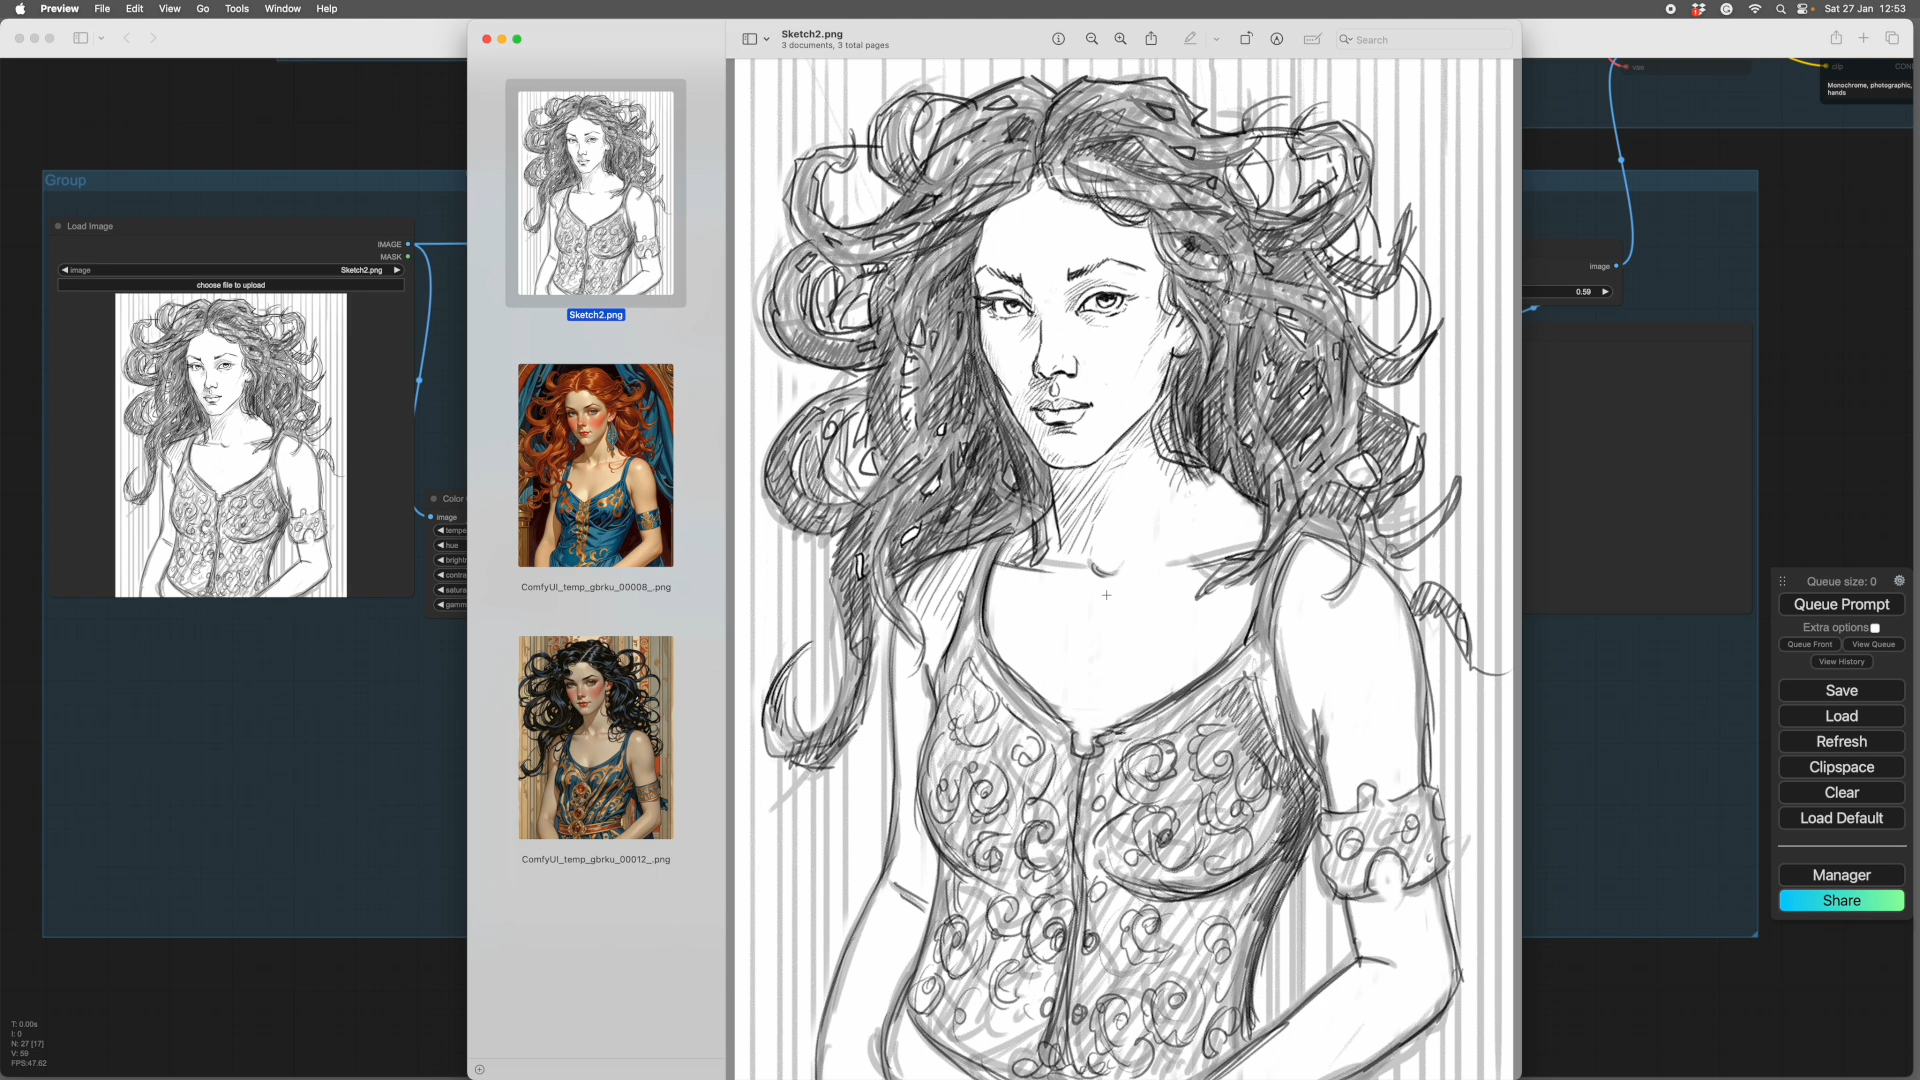 Preview File Edit View Go Tools Window Help
Sat 27 Jan 12:53
Sketch2.png
3 documents, 3 total pages
Search
Group
Load Image
IMAGE
MASK
image
Sketch2.png
choose file to upload
Color
image
hue
Sketch2.png
ComfyUI_temp_gbrku_00008_.png
ComfyUI_temp_gbrku_00012_.png
vae
clip
Monochrome, photographic,
hands
image
0.59
Queue size: 0
Queue Prompt
Extra options
Queue Front
View Queue
View History
Save
Load
Refresh
Clipspace
Clear
Load Default
Manager
Share
T: 0.00s
I: 0
N: 27 [17]
V: 59
FPS:47.62